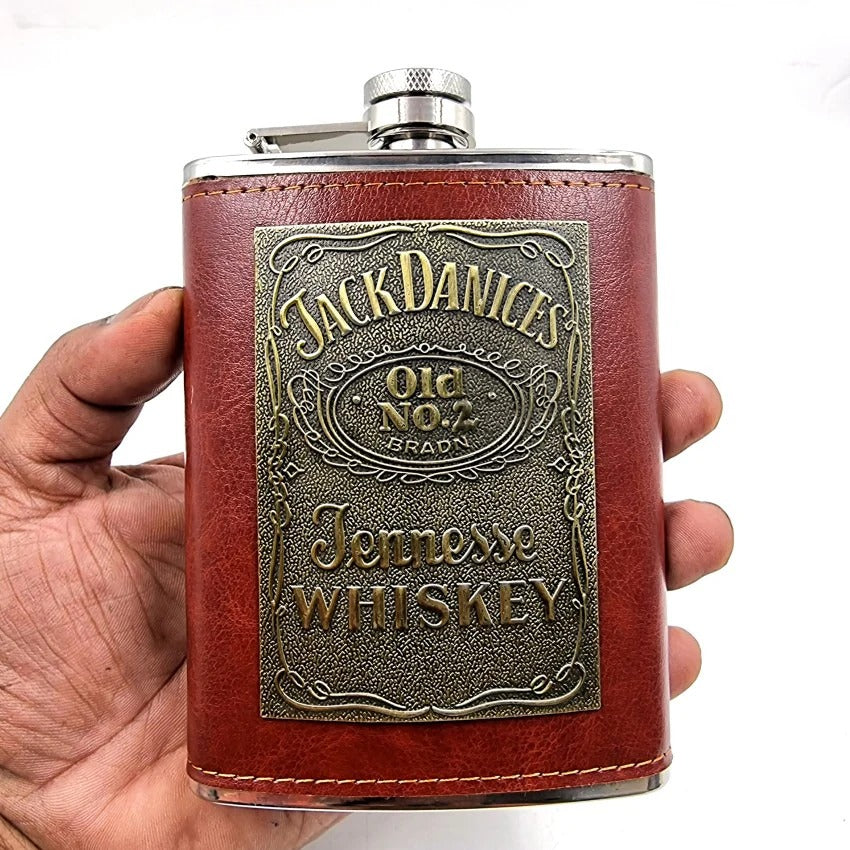 JACK DANICES
Old
No.2
BRADN
Jennesse
WHISKEY